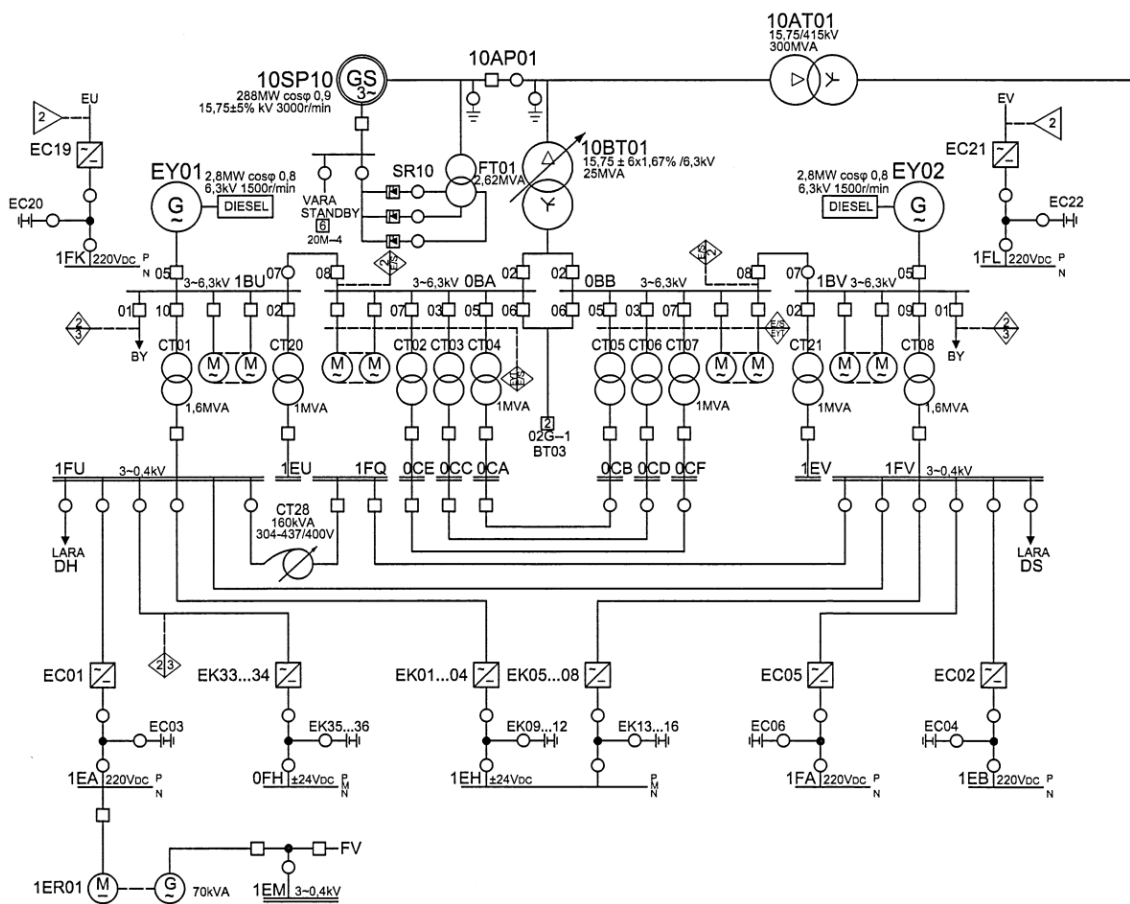 10AT01
15,75/415kV
300MVA
10AP01
10SP10
GS
3~
288MW cosφ 0,9
15,75±5% kV 3000r/min
EU
2
EC19
EV
2
EC21
10BT01
15,75 ± 6x1,67% /6,3kV
25MVA
SR10
FT01
2,62MVA
EY01
2,8MW cosφ 0,8
6,3kV 1500r/min
G
~
DIESEL
EY02
2,8MW cosφ 0,8
6,3kV 1500r/min
DIESEL
G
~
VARA
STANDBY
6
20M-4
EC20
EC22
1FK
220VDC
P
N
1FL
220VDC
P
N
05
07
08
2
E/S
02
02
E/S
2
08
07
05
3~6,3kV
1BU
3~6,3kV
0BA
0BB
3~6,3kV
1BV
3~6,3kV
01
10
02
07
03
05
06
06
05
03
07
02
09
01
2
3
BY
E/S
EYT
2
3
BY
CT01
M
~
M
~
CT20
M
~
M
~
CT02
CT03
CT04
CT05
CT06
CT07
M
~
M
~
CT21
M
~
M
~
CT08
1,6MVA
1MVA
1MVA
1MVA
1MVA
1,6MVA
2
02G-1
BT03
1FU
3~0,4kV
1EU
1FQ
0CE
0CC
0CA
0CB
0CD
0CF
1EV
1FV
3~0,4kV
CT28
160kVA
304-437/400V
LARA
DH
LARA
DS
2
3
EC01
EK33...34
EK01...04
EK05...08
EC05
EC02
EC03
EK35...36
EK09...12
EK13...16
EC06
EC04
1EA
220VDC
P
N
0FH
±24VDC
P
M
N
1EH
±24VDC
P
M
N
1FA
220VDC
P
N
1EB
220VDC
P
N
1ER01
M
–
G
~
70kVA
FV
1EM
3~0,4kV